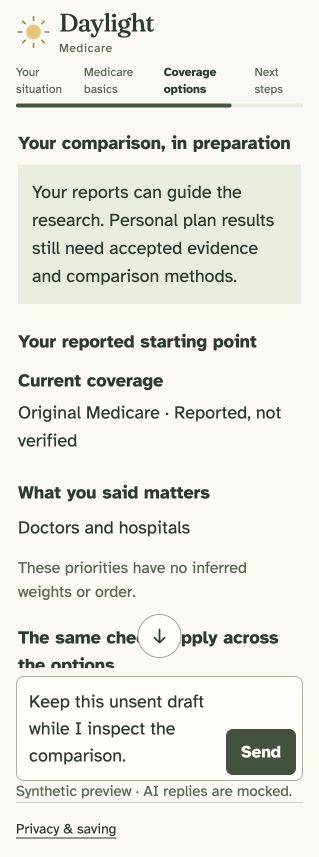 Daylight
Medicare
Your situation
Medicare basics
Coverage options
Next steps
Your comparison, in preparation
Your reports can guide the
research. Personal plan results
still need accepted evidence
and comparison methods.
Your reported starting point
Current coverage
Original Medicare · Reported, not
verified
What you said matters
Doctors and hospitals
These priorities have no inferred
weights or order.
The same che pply across
the options
Keep this unsent draft
while I inspect the
comparison.
Send
Synthetic preview · AI replies are mocked.
Privacy & saving